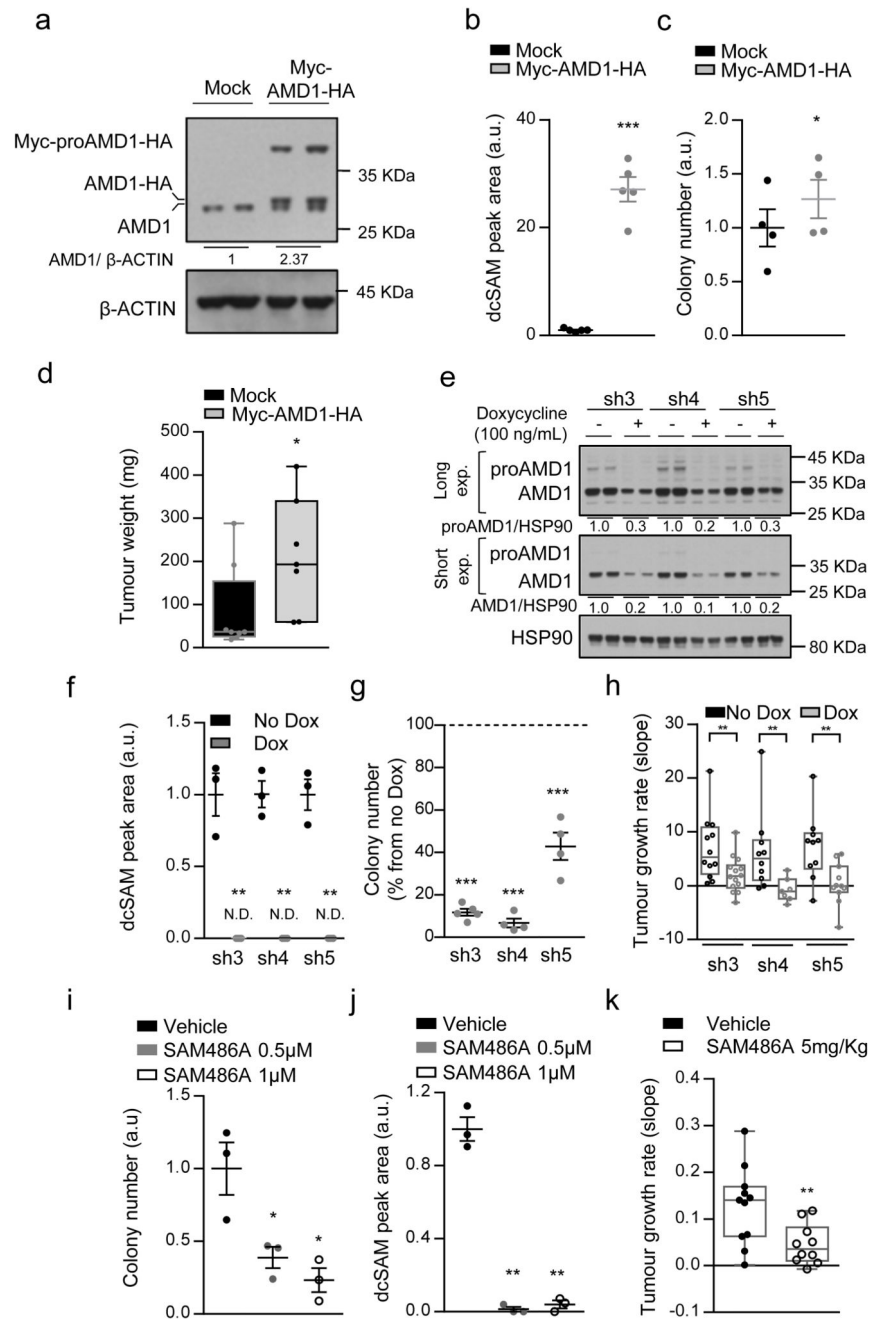 a
Mock
Myc-
AMD1-HA
Myc-proAMD1-HA
AMD1-HA
AMD1
35 KDa
25 KDa
AMD1/ β-ACTIN
1
2.37
β-ACTIN
45 KDa
b
Mock
Myc-AMD1-HA
dcSAM peak area (a.u.)
40
20
0
***
c
Mock
Myc-AMD1-HA
Colony number (a.u.)
2.0
1.5
1.0
0.5
0.0
*
d
Mock
Myc-AMD1-HA
Tumour weight (mg)
500
400
300
200
100
0
*
e
sh3 sh4 sh5
Doxycycline
(100 ng/mL)
- + - + - +
Long
exp.
proAMD1
AMD1
45 KDa
35 KDa
25 KDa
proAMD1/HSP90
1.0 0.3 1.0 0.2 1.0 0.3
Short
exp.
proAMD1
AMD1
35 KDa
25 KDa
AMD1/HSP90
1.0 0.2 1.0 0.1 1.0 0.2
HSP90
80 KDa
f
No Dox
Dox
dcSAM peak area (a.u.)
1.5
1.0
0.5
0.0
** ** **
N.D. N.D. N.D.
sh3 sh4 sh5
g
Colony number
(% from no Dox)
100
80
60
40
20
0
*** *** ***
sh3 sh4 sh5
h
No Dox Dox
Tumour growth rate (slope)
30
20
10
0
-10
** ** **
sh3 sh4 sh5
i
Vehicle
SAM486A 0.5µM
SAM486A 1µM
Colony number (a.u)
1.5
1.0
0.5
0.0
* *
j
Vehicle
SAM486A 0.5µM
SAM486A 1µM
dcSAM peak area (a.u.)
1.2
0.8
0.4
0.0
** **
k
Vehicle
SAM486A 5mg/Kg
Tumour growth rate (slope)
0.4
0.3
0.2
0.1
0.0
-0.1
**